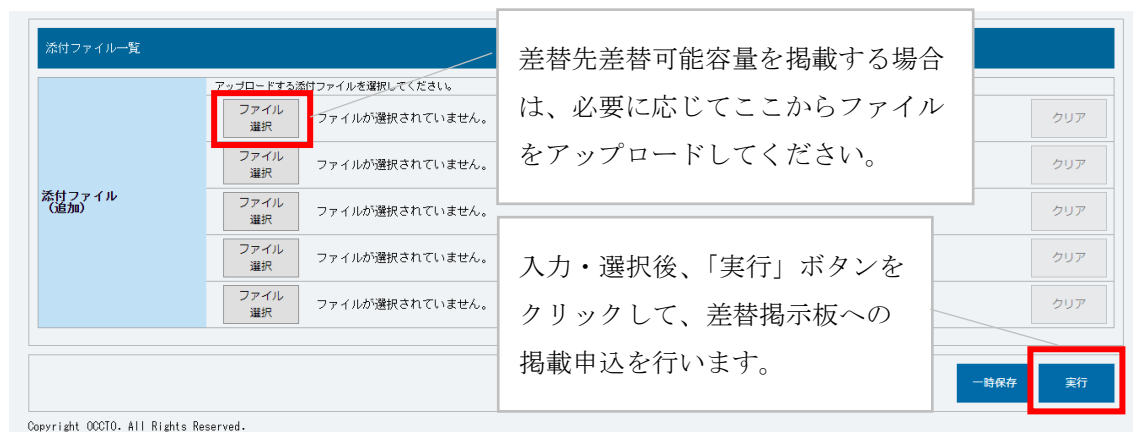 添付ファイル一覧
差替先差替可能容量を掲載する場合
は、必要に応じてここからファイル
をアップロードしてください。
アップロードする添付ファイルを選択してください。
添付ファイル
（追加）
ファイル
選択
ファイルが選択されていません。
クリア
ファイル
選択
ファイルが選択されていません。
クリア
ファイル
選択
ファイルが選択されていません。
クリア
ファイル
選択
ファイルが選択されていません。
クリア
ファイル
選択
ファイルが選択されていません。
クリア
入力・選択後、「実行」ボタンを
クリックして、差替掲示板への
掲載申込を行います。
一時保存
実行
Copyright OCCTO. All Rights Reserved.